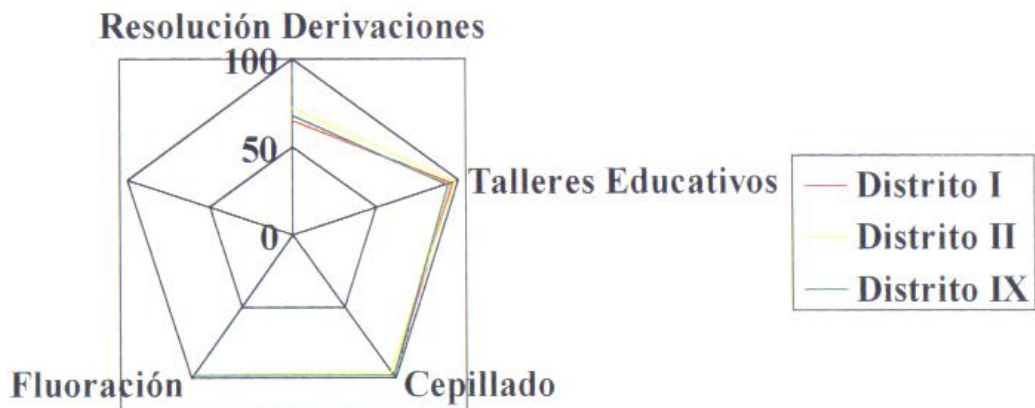 Resolución Derivaciones
100
50
0
Talleres Educativos
Cepillado
Fluoración
Distrito I
Distrito II
Distrito IX